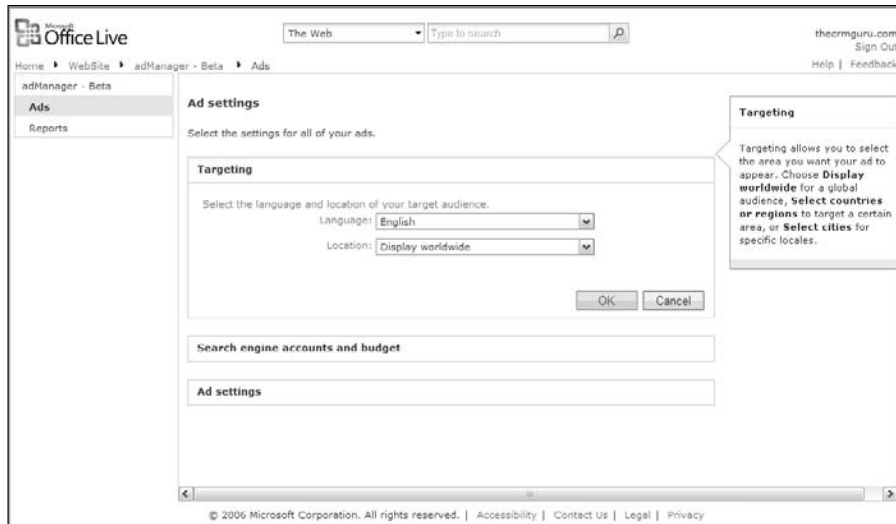 Microsoft
Office Live
The Web
Type to search
thecrmguru.com
Sign Out
Home WebSite adManager - Beta Ads
Help | Feedback
adManager - Beta
Ads
Reports
Ad settings
Select the settings for all of your ads.
Targeting
Select the language and location of your target audience.
Language: English
Location: Display worldwide
OK Cancel
Search engine accounts and budget
Ad settings
Targeting
Targeting allows you to select
the area you want your ad to
appear. Choose Display
worldwide for a global
audience, Select countries
or regions to target a certain
area, or Select cities for
specific locales.
© 2006 Microsoft Corporation. All rights reserved. | Accessibility | Contact Us | Legal | Privacy